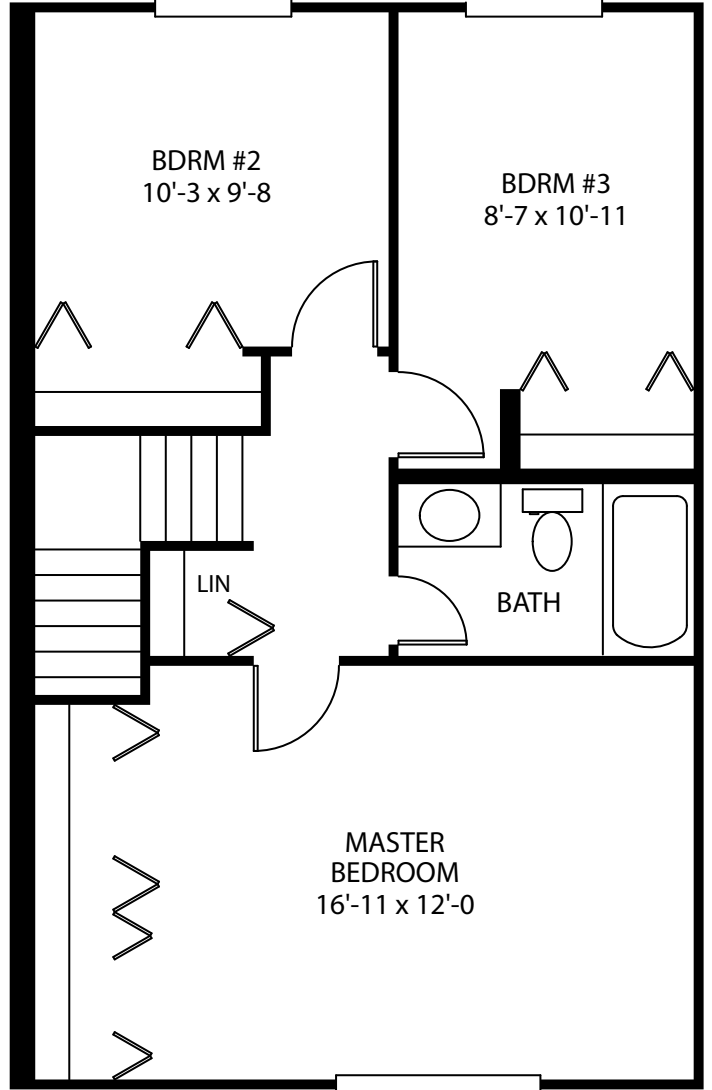 BDRM #2
10'-3 x 9'-8
BDRM #3
8'-7 x 10'-11
LIN
BATH
MASTER
BEDROOM
16'-11 x 12'-0